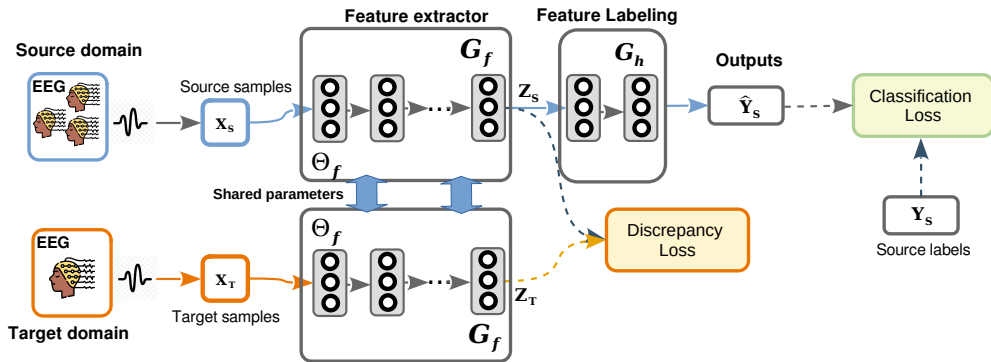 Feature extractor
Feature Labeling
Source domain
EEG
Source samples
X_S
G_f
Θ_f
Z_S
G_h
Outputs
Ŷ_S
Classification
Loss
Shared parameters
Y_S
Source labels
EEG
Target domain
X_T
Target samples
Θ_f
G_f
Z_T
Discrepancy
Loss